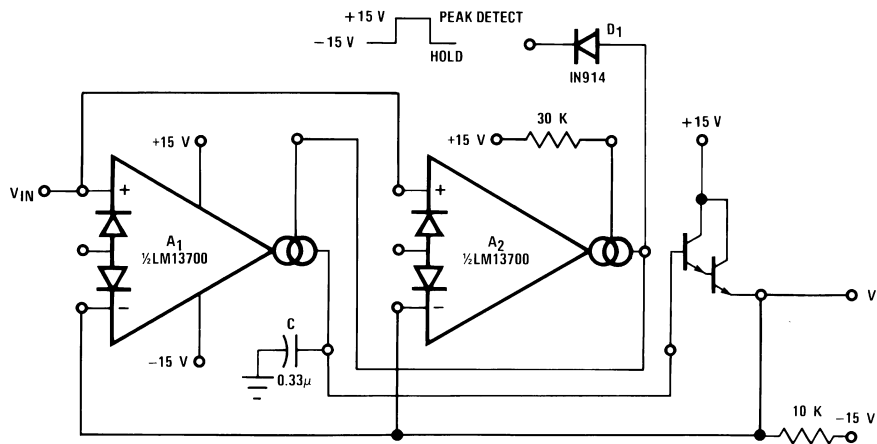 +15 V PEAK DETECT
−15 V HOLD
D1
IN914
30 K
+15 V
+15 V
+15 V
VIN
+
+
A1
½LM13700
A2
½LM13700
−
−
V
C
−15 V
0.33μ
10 K
−15 V